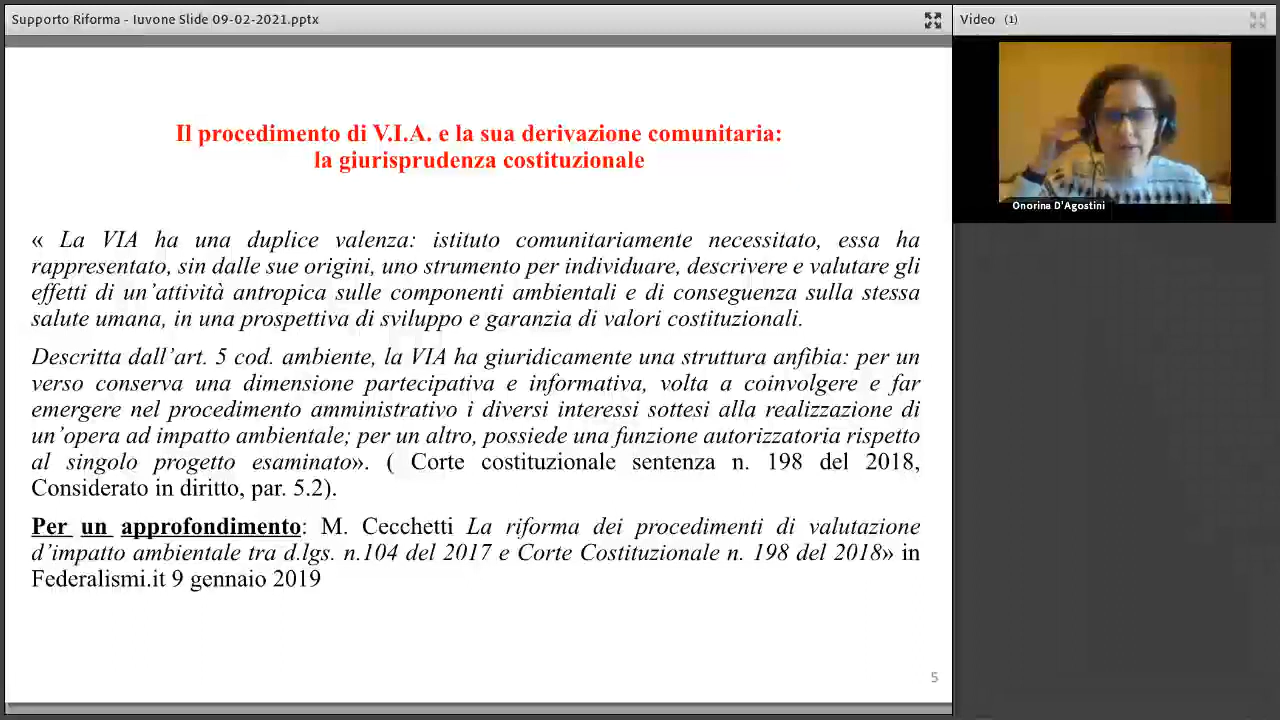 Supporto Riforma - Iuvone Slide 09-02-2021.pptx
Video (1)
Onorina D'Agostini
Il procedimento di V.I.A. e la sua derivazione comunitaria:
la giurisprudenza costituzionale
« La VIA ha una duplice valenza: istituto comunitariamente necessitato, essa ha
rappresentato, sin dalle sue origini, uno strumento per individuare, descrivere e valutare gli
effetti di un’attività antropica sulle componenti ambientali e di conseguenza sulla stessa
salute umana, in una prospettiva di sviluppo e garanzia di valori costituzionali.
Descritta dall’art. 5 cod. ambiente, la VIA ha giuridicamente una struttura anfibia: per un
verso conserva una dimensione partecipativa e informativa, volta a coinvolgere e far
emergere nel procedimento amministrativo i diversi interessi sottesi alla realizzazione di
un’opera ad impatto ambientale; per un altro, possiede una funzione autorizzatoria rispetto
al singolo progetto esaminato». ( Corte costituzionale sentenza n. 198 del 2018,
Considerato in diritto, par. 5.2).
Per un approfondimento: M. Cecchetti La riforma dei procedimenti di valutazione
d’impatto ambientale tra d.lgs. n.104 del 2017 e Corte Costituzionale n. 198 del 2018» in
Federalismi.it 9 gennaio 2019
5